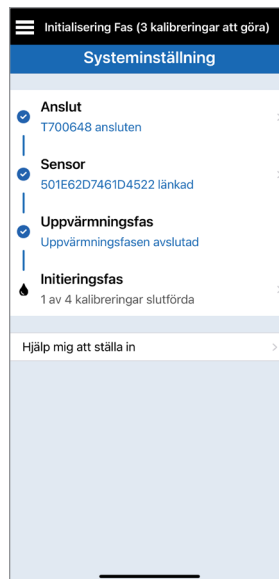 Initialisering Fas (3 kalibreringar att göra)
Systeminställning
Anslut
T700648 ansluten
Sensor
501E62D7461D4522 länkad
Uppvärmningsfas
Uppvärmningsfasen avslutad
Initieringsfas
1 av 4 kalibreringar slutförda
Hjälp mig att ställa in